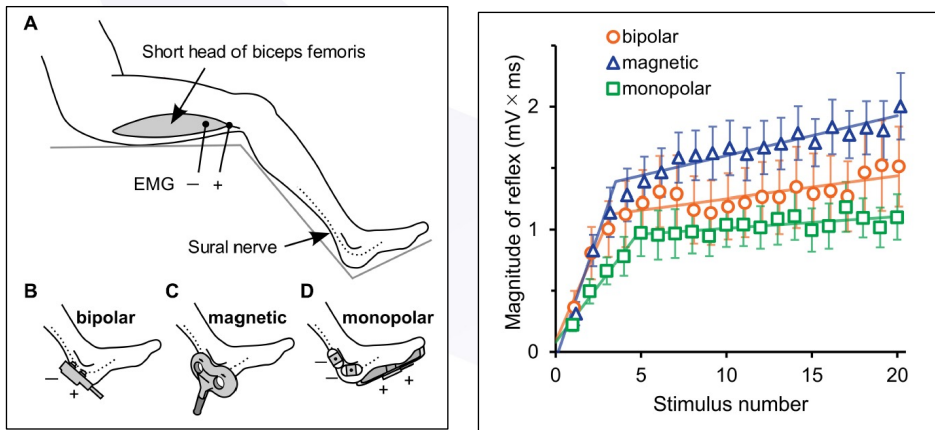 A
Short head of biceps femoris
EMG − +
Sural nerve
B
bipolar
− +
C
magnetic
D
monopolar
− + +
bipolar
magnetic
monopolar
Magnitude of reflex (mV × ms)
2
1
0
0 5 10 15 20
Stimulus number